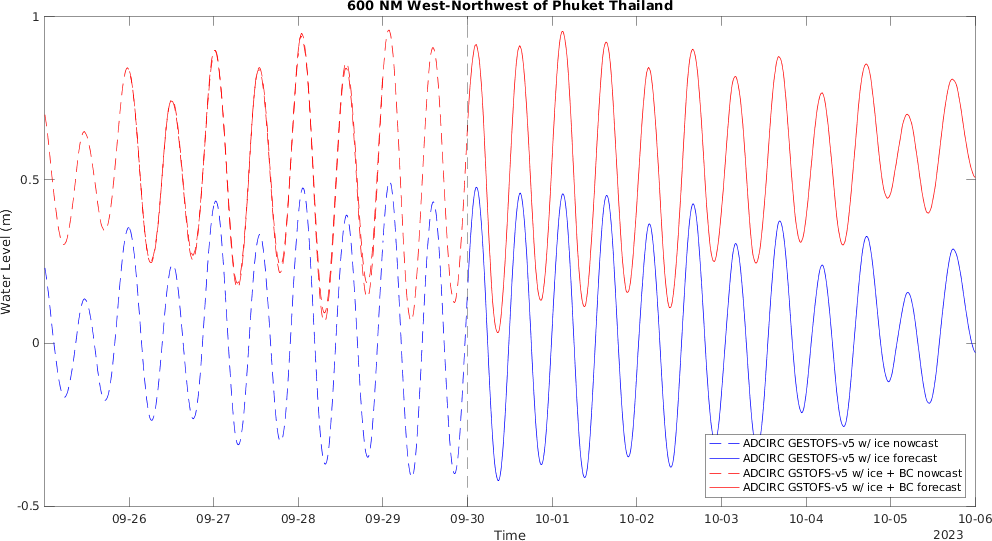 600 NM West-Northwest of Phuket Thailand
1
0.5
0
-0.5
Water Level (m)
ADCIRC GESTOFS-v5 w/ ice nowcast
ADCIRC GESTOFS-v5 w/ ice forecast
ADCIRC GSTOFS-v5 w/ ice + BC nowcast
ADCIRC GSTOFS-v5 w/ ice + BC forecast
09-26 09-27 09-28 09-29 09-30 10-01 10-02 10-03 10-04 10-05 10-06
Time
2023